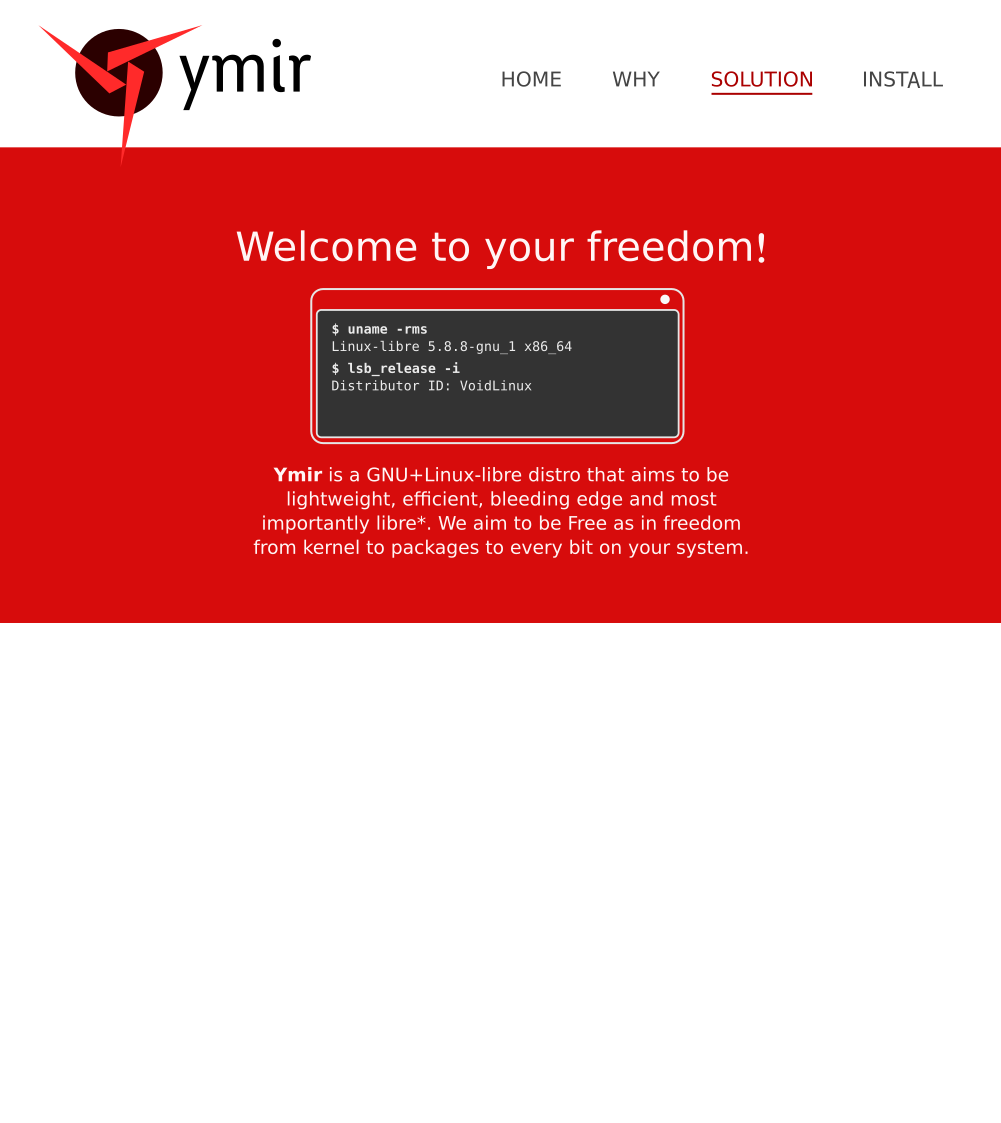 ymir
HOME WHY SOLUTION INSTALL
Welcome to your freedom!
$ uname -rms
Linux-libre 5.8.8-gnu_1 x86_64
$ lsb_release -i
Distributor ID: VoidLinux
Ymir is a GNU+Linux-libre distro that aims to be
lightweight, efficient, bleeding edge and most
importantly libre*. We aim to be Free as in freedom
from kernel to packages to every bit on your system.